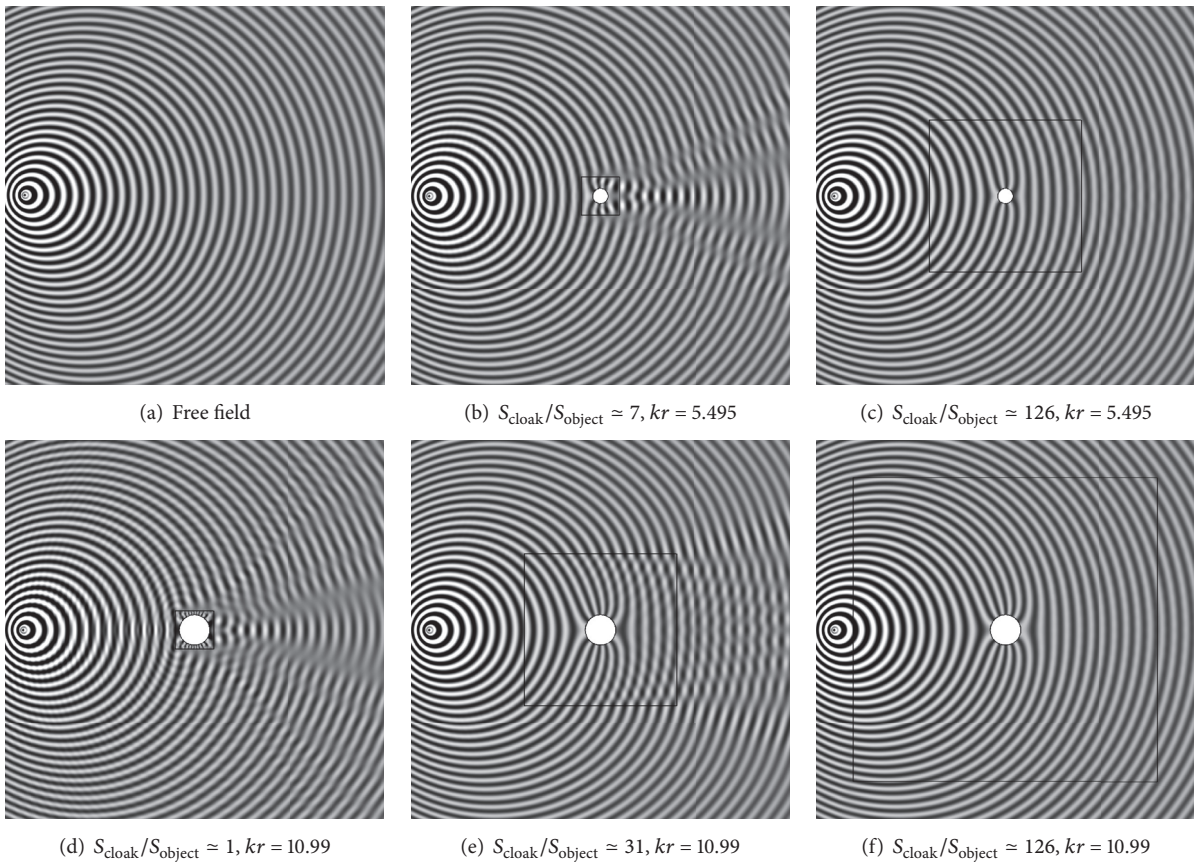 (a) Free field
(b) S_cloak/S_object ≃ 7, kr = 5.495
(c) S_cloak/S_object ≃ 126, kr = 5.495
(d) S_cloak/S_object ≃ 1, kr = 10.99
(e) S_cloak/S_object ≃ 31, kr = 10.99
(f) S_cloak/S_object ≃ 126, kr = 10.99